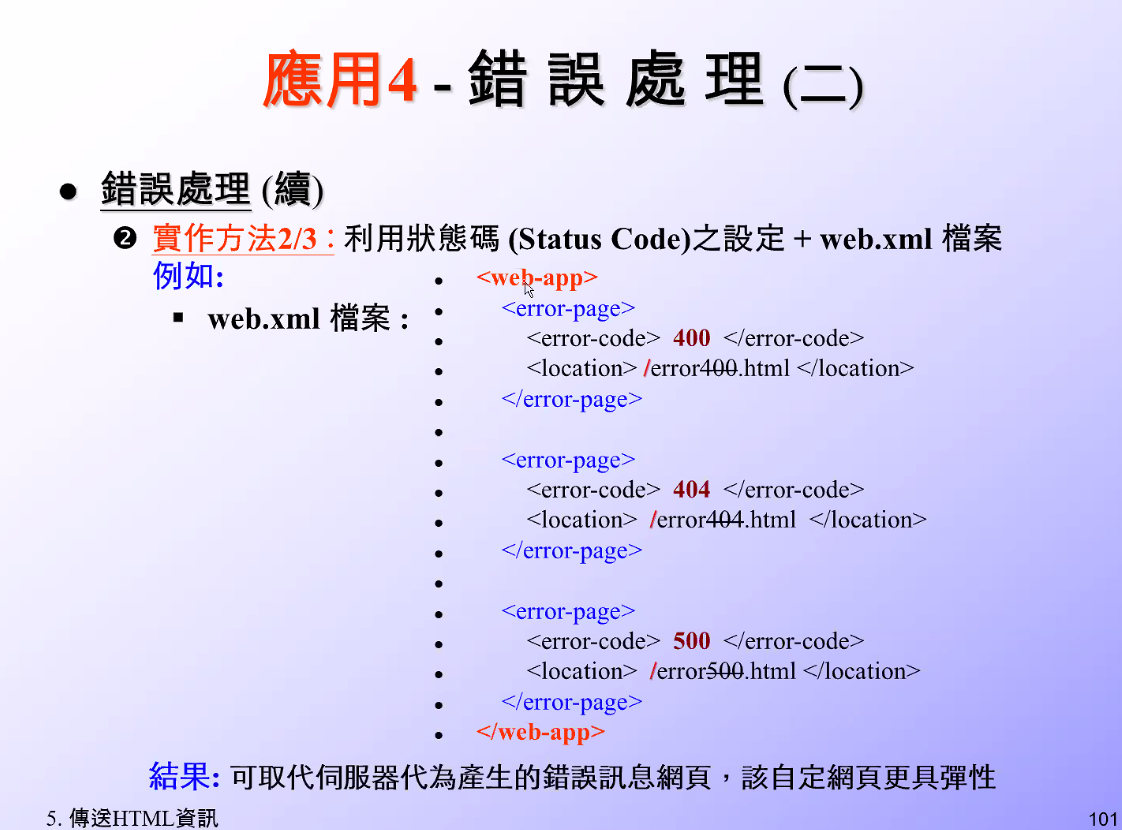 應用4 - 錯 誤 處 理 (二)
● 錯誤處理 (續)
❷ 實作方法2/3 : 利用狀態碼 (Status Code)之設定 + web.xml 檔案
例如:
▪ web.xml 檔案 :
● <web-app>
● <error-page>
● <error-code> 400 </error-code>
● <location> /error400.html </location>
● </error-page>
●
● <error-page>
● <error-code> 404 </error-code>
● <location> /error404.html </location>
● </error-page>
●
● <error-page>
● <error-code> 500 </error-code>
● <location> /error500.html </location>
● </error-page>
● </web-app>
結果: 可取代伺服器代為產生的錯誤訊息網頁，該自定網頁更具彈性
5. 傳送HTML資訊
101